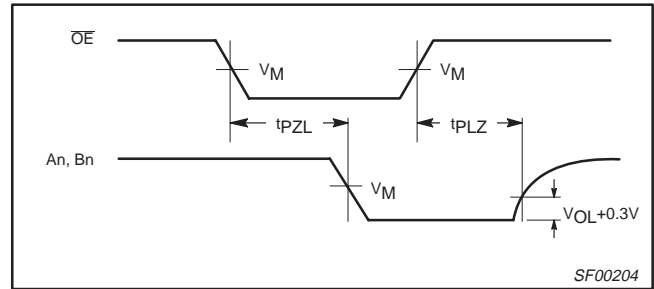 OE
VM
VM
tPZL
tPLZ
An, Bn
VM
VOL+0.3V
SF00204